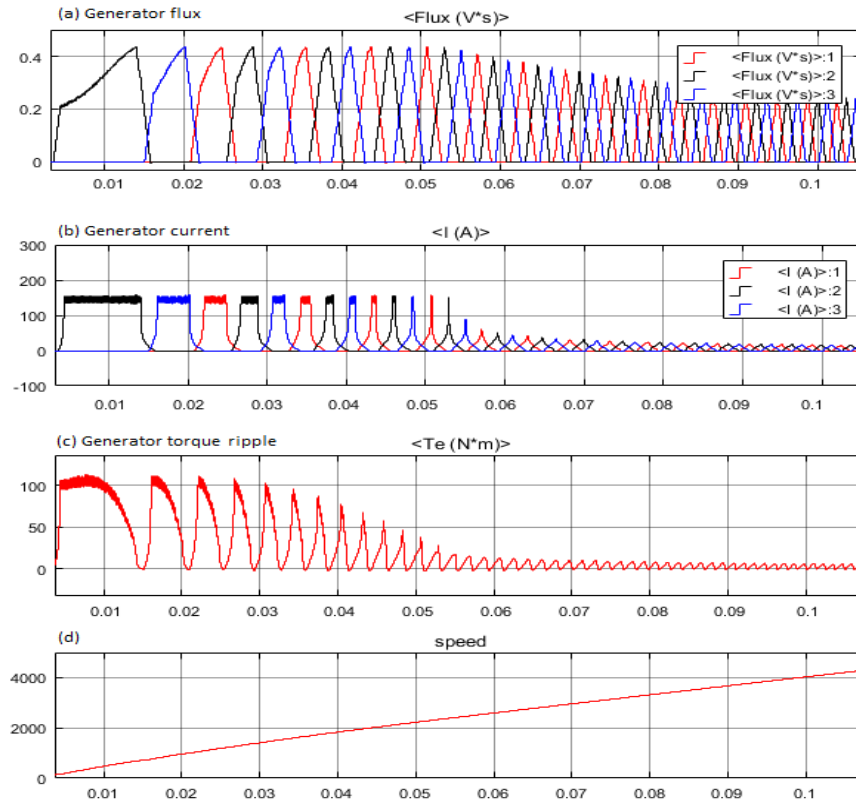 (a) Generator flux
<Flux (V*s)>
0.4
0.2
0
<Flux (V*s)>:1
<Flux (V*s)>:2
<Flux (V*s)>:3
0.01 0.02 0.03 0.04 0.05 0.06 0.07 0.08 0.09 0.1
(b) Generator current
<I (A)>
300
200
100
0
-100
<I (A)>:1
<I (A)>:2
<I (A)>:3
0.01 0.02 0.03 0.04 0.05 0.06 0.07 0.08 0.09 0.1
(c) Generator torque ripple
<Te (N*m)>
100
50
0
0.01 0.02 0.03 0.04 0.05 0.06 0.07 0.08 0.09 0.1
(d)
speed
4000
2000
0
0.01 0.02 0.03 0.04 0.05 0.06 0.07 0.08 0.09 0.1